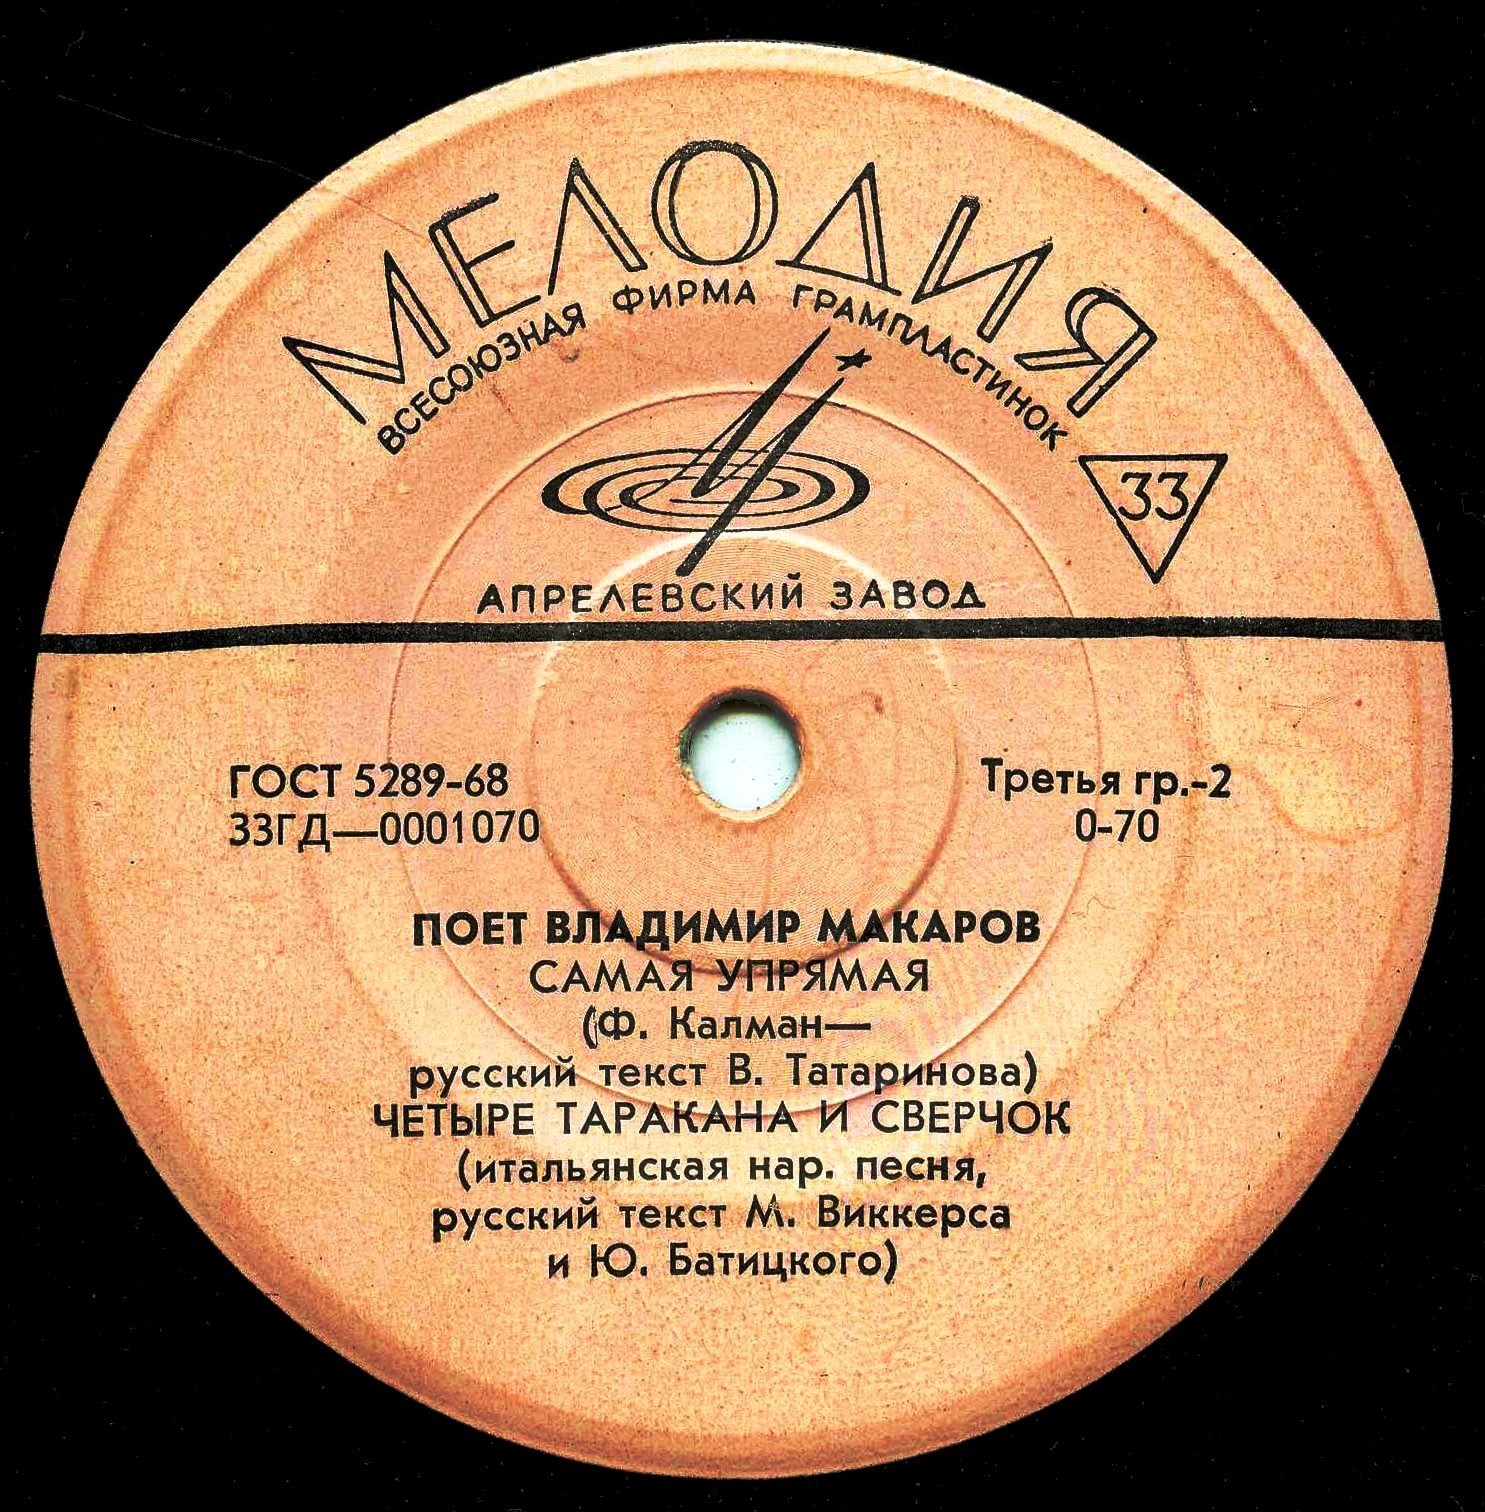 МЕЛОДИЯ
ВСЕСОЮЗНАЯ ФИРМА ГРАМПЛАСТИНОК
33
АПРЕЛЕВСКИЙ ЗАВОД
ГОСТ 5289-68
33ГД—0001070
Третья гр.-2
0-70
ПОЕТ ВЛАДИМИР МАКАРОВ
САМАЯ УПРЯМАЯ
(Ф. Калман—
русский текст В. Татаринова)
ЧЕТЫРЕ ТАРАКАНА И СВЕРЧОК
(итальянская нар. песня,
русский текст М. Виккерса
и Ю. Батицкого)